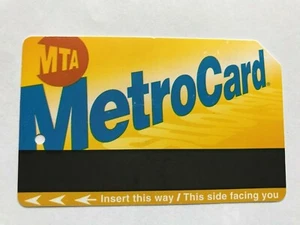 MTA
MetroCard
Insert this way / This side facing you